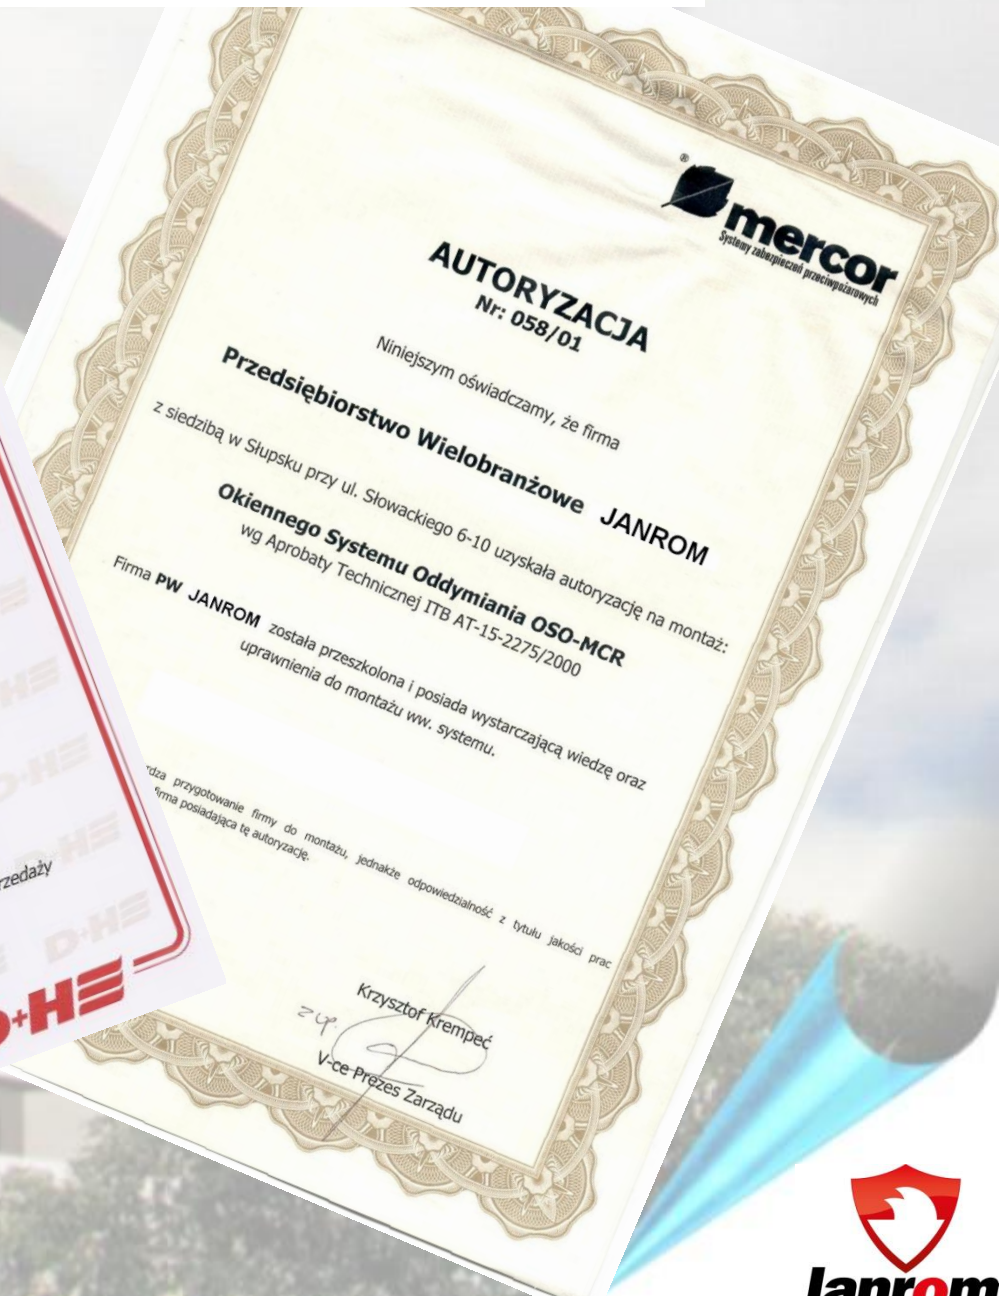 ® mercor
Systemy zabezpieczeń przeciwpożarowych
AUTORYZACJA
Nr: 058/01
Niniejszym oświadczamy, że firma
Przedsiębiorstwo Wielobranżowe JANROM
z siedzibą w Słupsku przy ul. Słowackiego 6-10 uzyskała autoryzację na montaż:
Okiennego Systemu Oddymiania OSO-MCR
wg Aprobaty Technicznej ITB AT-15-2275/2000
Firma PW JANROM została przeszkolona i posiada wystarczającą wiedzę oraz
uprawnienia do montażu ww. systemu.
przygotowanie firmy do montażu, jednakże odpowiedzialność z tytułu jakości prac
firma posiadająca tę autoryzację.
Krzysztof Krempeć
V-ce Prezes Zarządu
D+H
Janrom